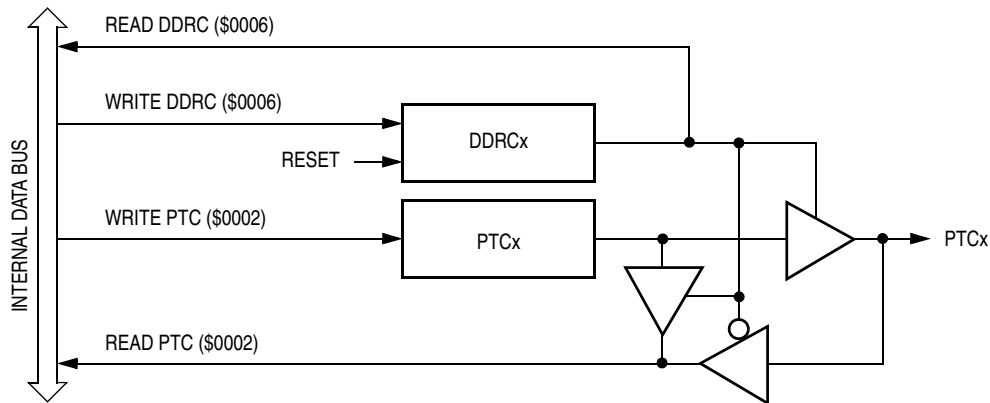 READ DDRC ($0006)
WRITE DDRC ($0006)
DDRCx
RESET
INTERNAL DATA BUS
WRITE PTC ($0002)
PTCx
PTCx
READ PTC ($0002)